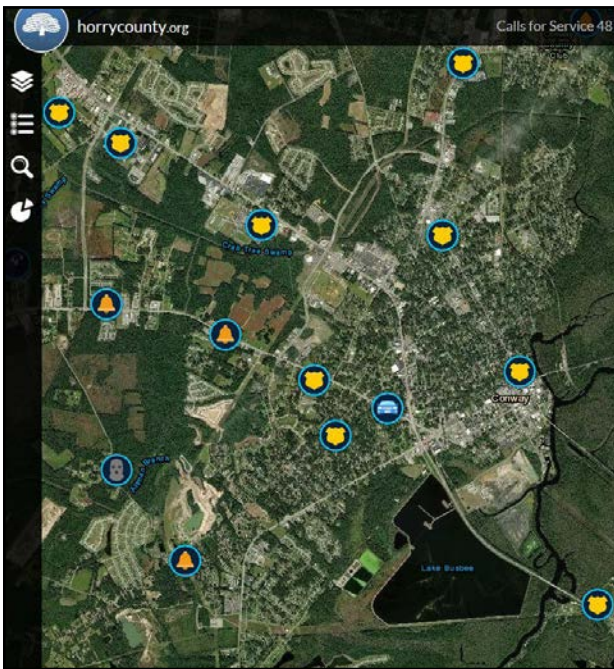 horrycounty.org
Calls for Service 48
Crab Tree Swamp
Conway
Lake Busbee